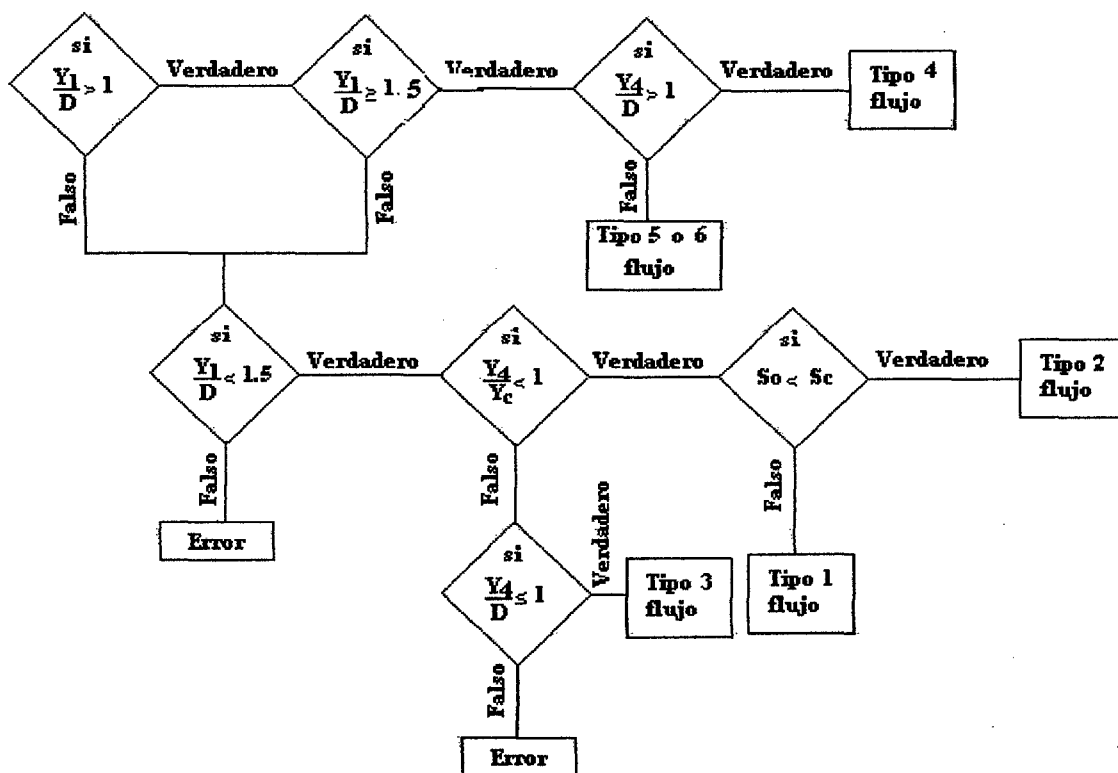 si
Y1/D > 1
Verdadero
si
Y1/D ≥ 1.5
Verdadero
si
Y4/D > 1
Verdadero
Tipo 4
flujo
Falso
Falso
Falso
Tipo 5 o 6
flujo
si
Y1/D < 1.5
Verdadero
si
Y4/Yc < 1
Verdadero
si
So < Sc
Verdadero
Tipo 2
flujo
Falso
Falso
Falso
Error
si
Y4/D ≤ 1
Verdadero
Tipo 3
flujo
Tipo 1
flujo
Falso
Error